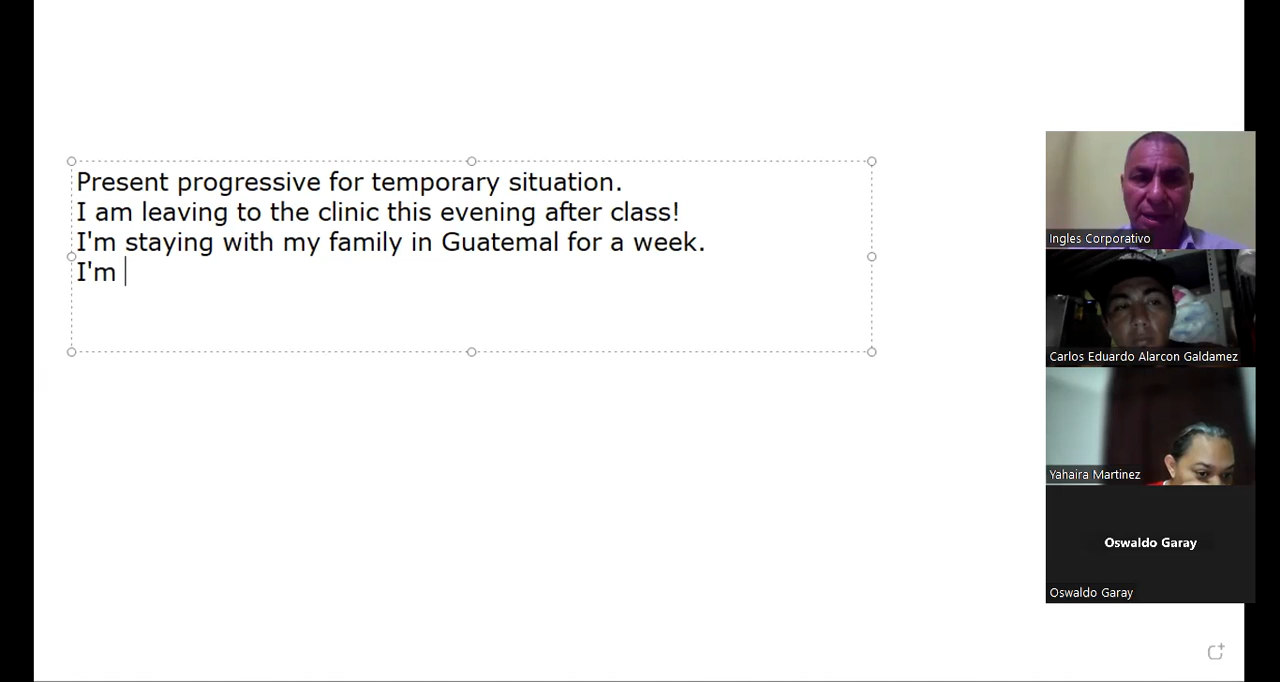 Present progressive for temporary situation.
I am leaving to the clinic this evening after class!
I'm staying with my family in Guatemal for a week.
I'm
Ingles Corporativo
Carlos Eduardo Alarcon Galdamez
Yahaira Martinez
Oswaldo Garay
Oswaldo Garay